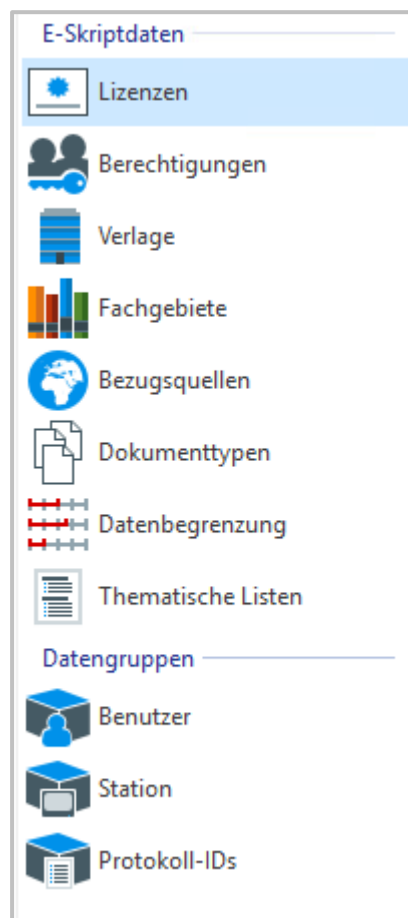 E-Skriptdaten
Lizenzen
Berechtigungen
Verlage
Fachgebiete
Bezugsquellen
Dokumenttypen
Datenbegrenzung
Thematische Listen
Datengruppen
Benutzer
Station
Protokoll-IDs